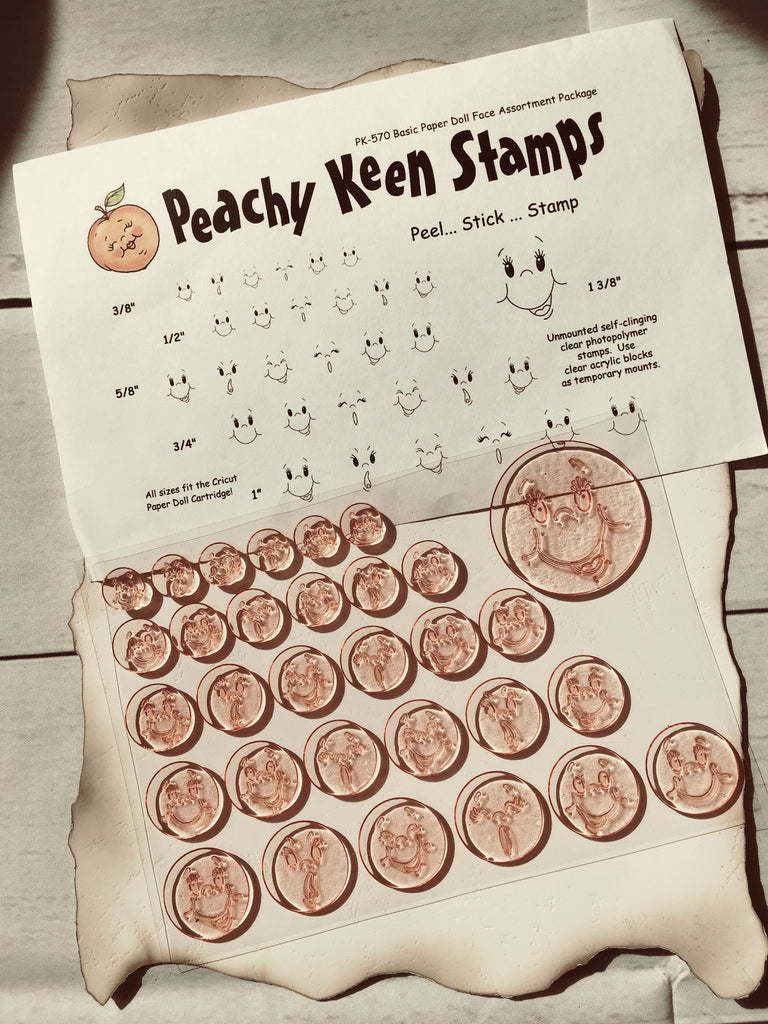 PK-570 Basic Paper Doll Face Assortment Package
Peachy Keen Stamps
Peel... Stick ... Stamp
3/8"
1 3/8"
1/2"
Unmounted self-clinging
clear photopolymer
stamps. Use
clear acrylic blocks
as temporary mounts.
5/8"
3/4"
All sizes fit the Cricut
Paper Doll Cartridge!
1"